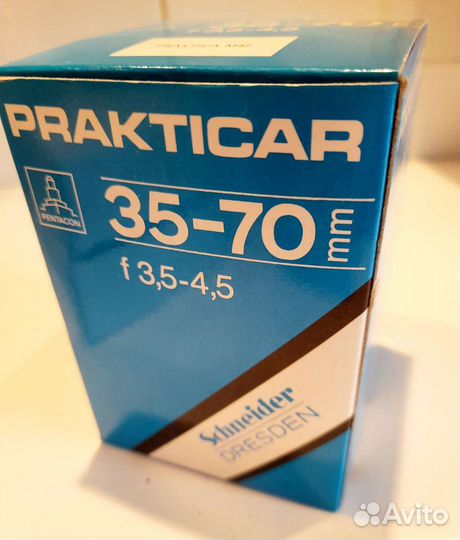 PRAKTICAR
PENTACON
35-70 mm
f 3,5-4,5
Schneider
DRESDEN
Avito